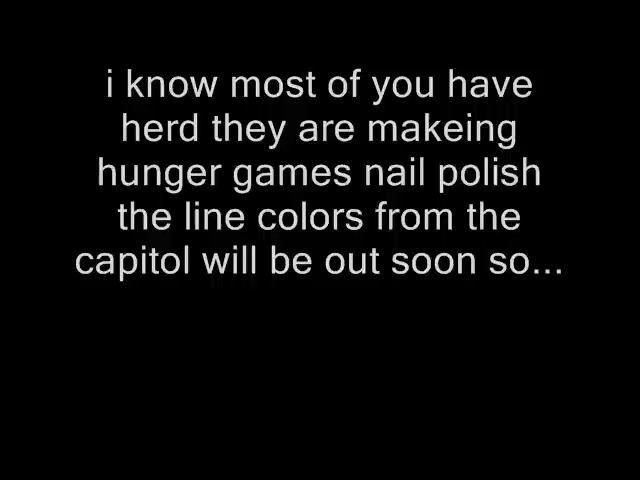 i know most of you have
herd they are makeing
hunger games nail polish
the line colors from the
capitol will be out soon so...